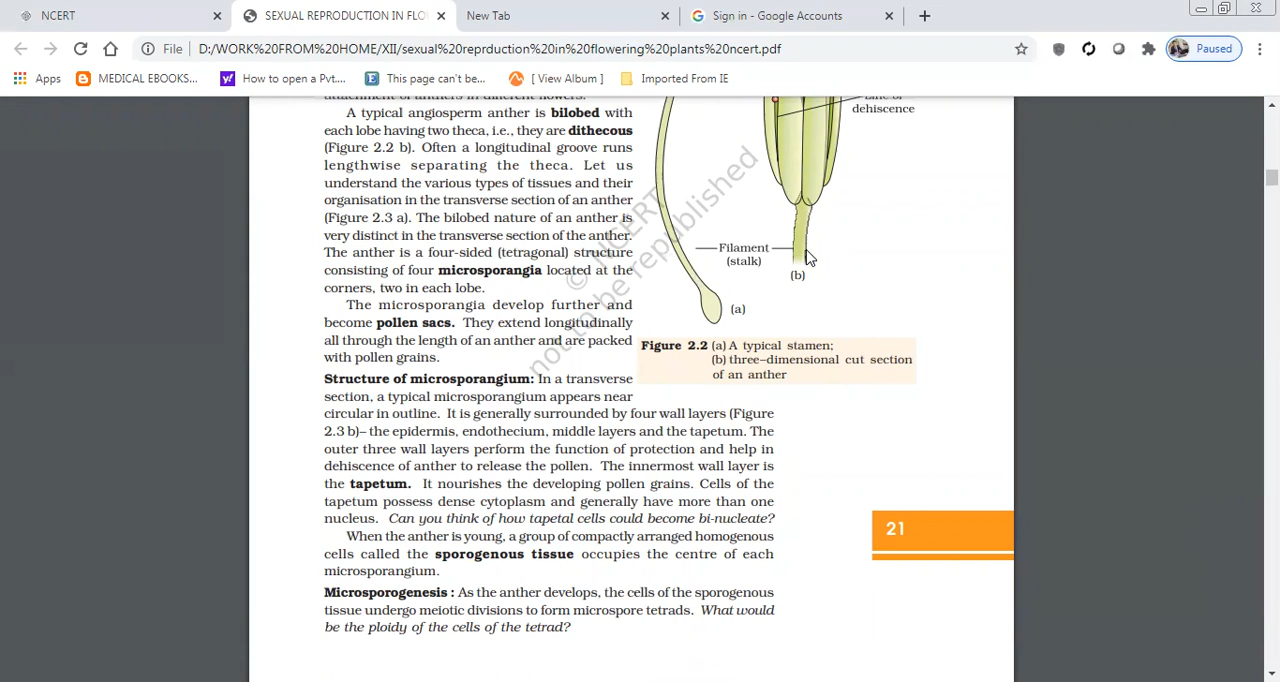 NCERT
SEXUAL REPRODUCTION IN FLO
New Tab
Sign in - Google Accounts
File
D:/WORK%20FROM%20HOME/XII/sexual%20reprduction%20in%20flowering%20plants%20ncert.pdf
Paused
Apps
MEDICAL EBOOKS...
How to open a Pvt....
This page can't be...
[ View Album ]
Imported From IE
attachment of anthers in different flowers.
A typical angiosperm anther is bilobed with
each lobe having two theca, i.e., they are dithecous
(Figure 2.2 b). Often a longitudinal groove runs
lengthwise separating the theca. Let us
understand the various types of tissues and their
organisation in the transverse section of an anther
(Figure 2.3 a). The bilobed nature of an anther is
very distinct in the transverse section of the anther.
The anther is a four-sided (tetragonal) structure
consisting of four microsporangia located at the
corners, two in each lobe.
The microsporangia develop further and
become pollen sacs. They extend longitudinally
all through the length of an anther and are packed
with pollen grains.
Line of
dehiscence
Filament
(stalk)
(b)
(a)
Figure 2.2 (a) A typical stamen;
(b) three–dimensional cut section
of an anther
© NCERT
not to be republished
Structure of microsporangium: In a transverse
section, a typical microsporangium appears near
circular in outline. It is generally surrounded by four wall layers (Figure
2.3 b)– the epidermis, endothecium, middle layers and the tapetum. The
outer three wall layers perform the function of protection and help in
dehiscence of anther to release the pollen. The innermost wall layer is
the tapetum. It nourishes the developing pollen grains. Cells of the
tapetum possess dense cytoplasm and generally have more than one
nucleus. Can you think of how tapetal cells could become bi-nucleate?
When the anther is young, a group of compactly arranged homogenous
cells called the sporogenous tissue occupies the centre of each
microsporangium.
Microsporogenesis : As the anther develops, the cells of the sporogenous
tissue undergo meiotic divisions to form microspore tetrads. What would
be the ploidy of the cells of the tetrad?
21